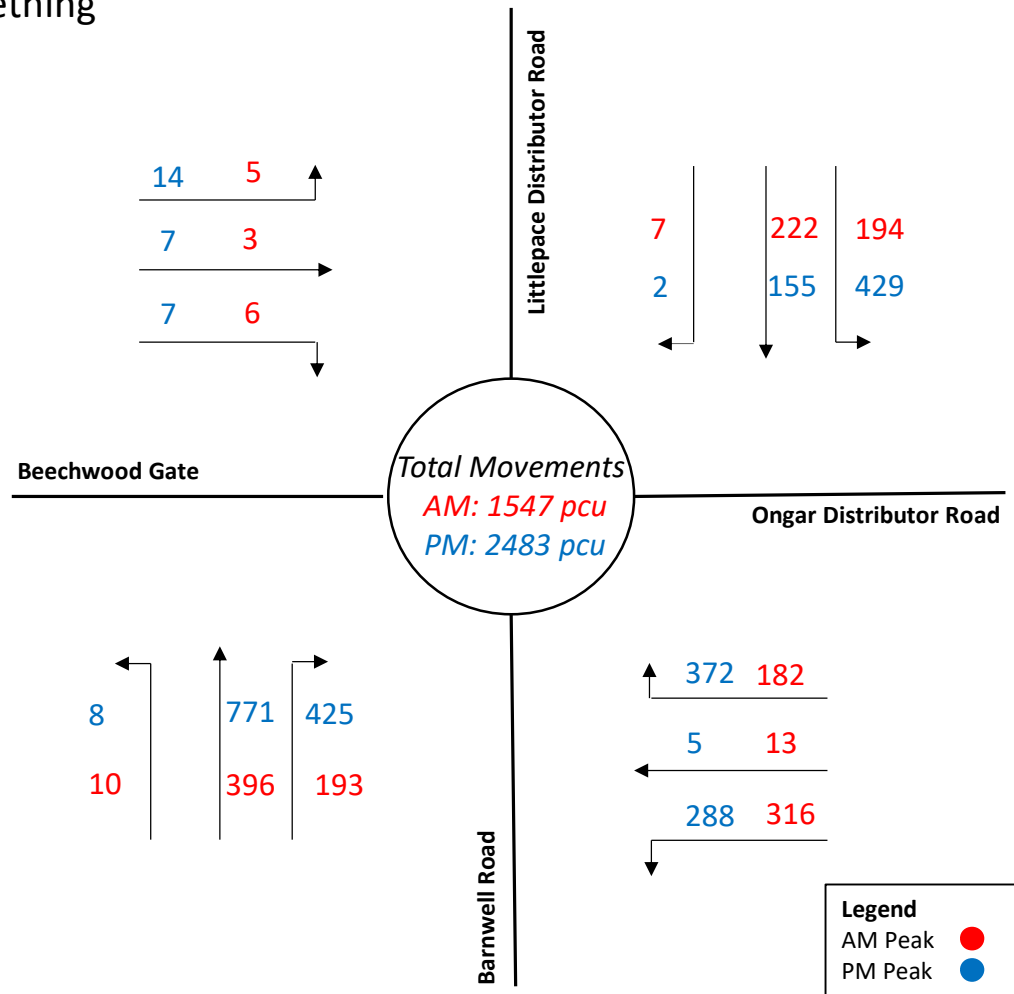 ething
Littlepace Distributor Road
14 5
7 3
7 6
7 222 194
2 155 429
Beechwood Gate
Total Movements
AM: 1547 pcu
PM: 2483 pcu
Ongar Distributor Road
8 771 425
10 396 193
372 182
5 13
288 316
Barnwell Road
Legend
AM Peak
PM Peak